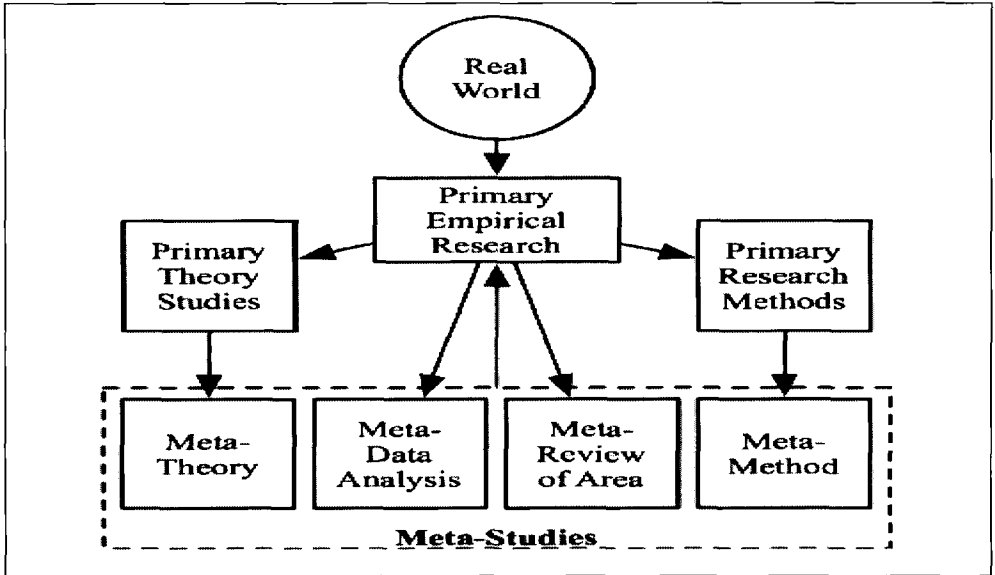 Real
World
Primary
Empirical
Research
Primary
Theory
Studies
Primary
Research
Methods
Meta-
Theory
Meta-
Data
Analysis
Meta-
Review
of Area
Meta-
Method
Meta-Studies